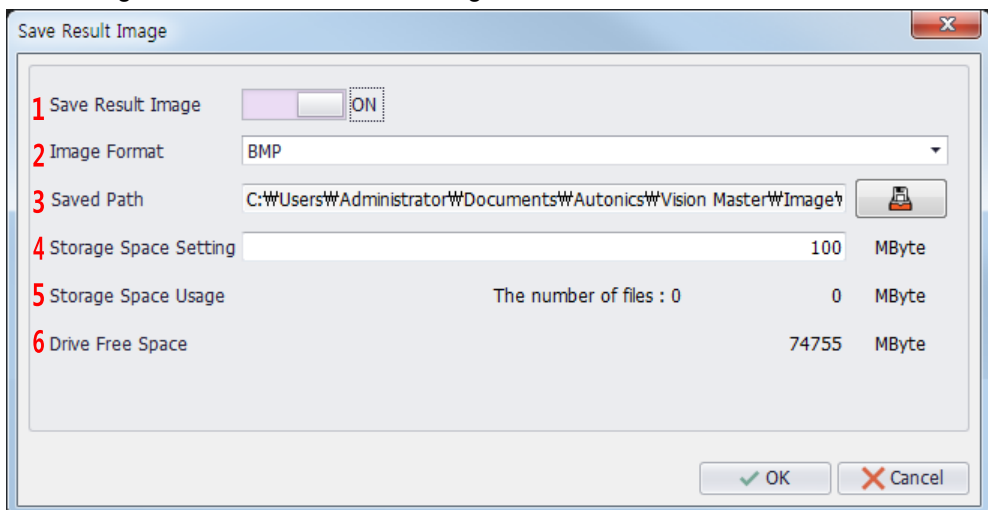 Save Result Image
1 Save Result Image ON
2 Image Format BMP
3 Saved Path C:₩Users₩Administrator₩Documents₩Autonics₩Vision Master₩Image₩
4 Storage Space Setting 100 MByte
5 Storage Space Usage The number of files : 0 0 MByte
6 Drive Free Space 74755 MByte
OK Cancel